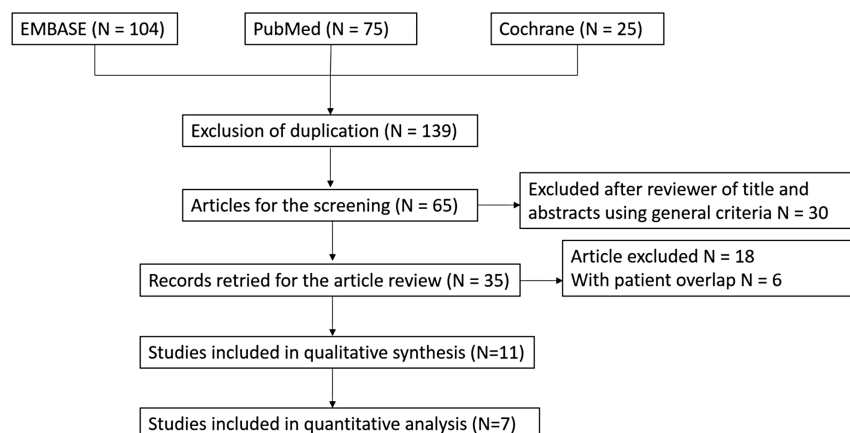 EMBASE (N = 104)
PubMed (N = 75)
Cochrane (N = 25)
Exclusion of duplication (N = 139)
Articles for the screening (N = 65)
Excluded after reviewer of title and
abstracts using general criteria N = 30
Records retried for the article review (N = 35)
Article excluded N = 18
With patient overlap N = 6
Studies included in qualitative synthesis (N=11)
Studies included in quantitative analysis (N=7)